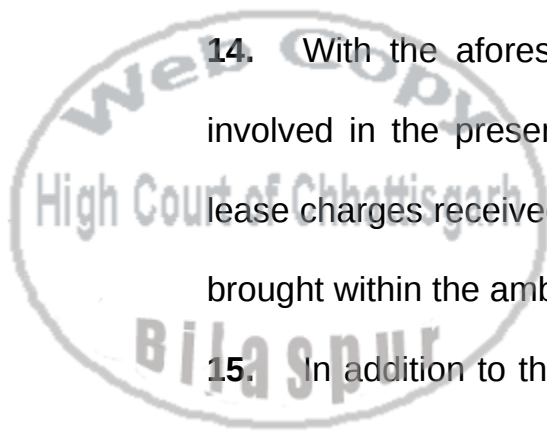 Web Copy
14. With the afores
involved in the presen
High Court of Chhattisgarh
lease charges receive
brought within the amb
Bilaspur
15. In addition to th